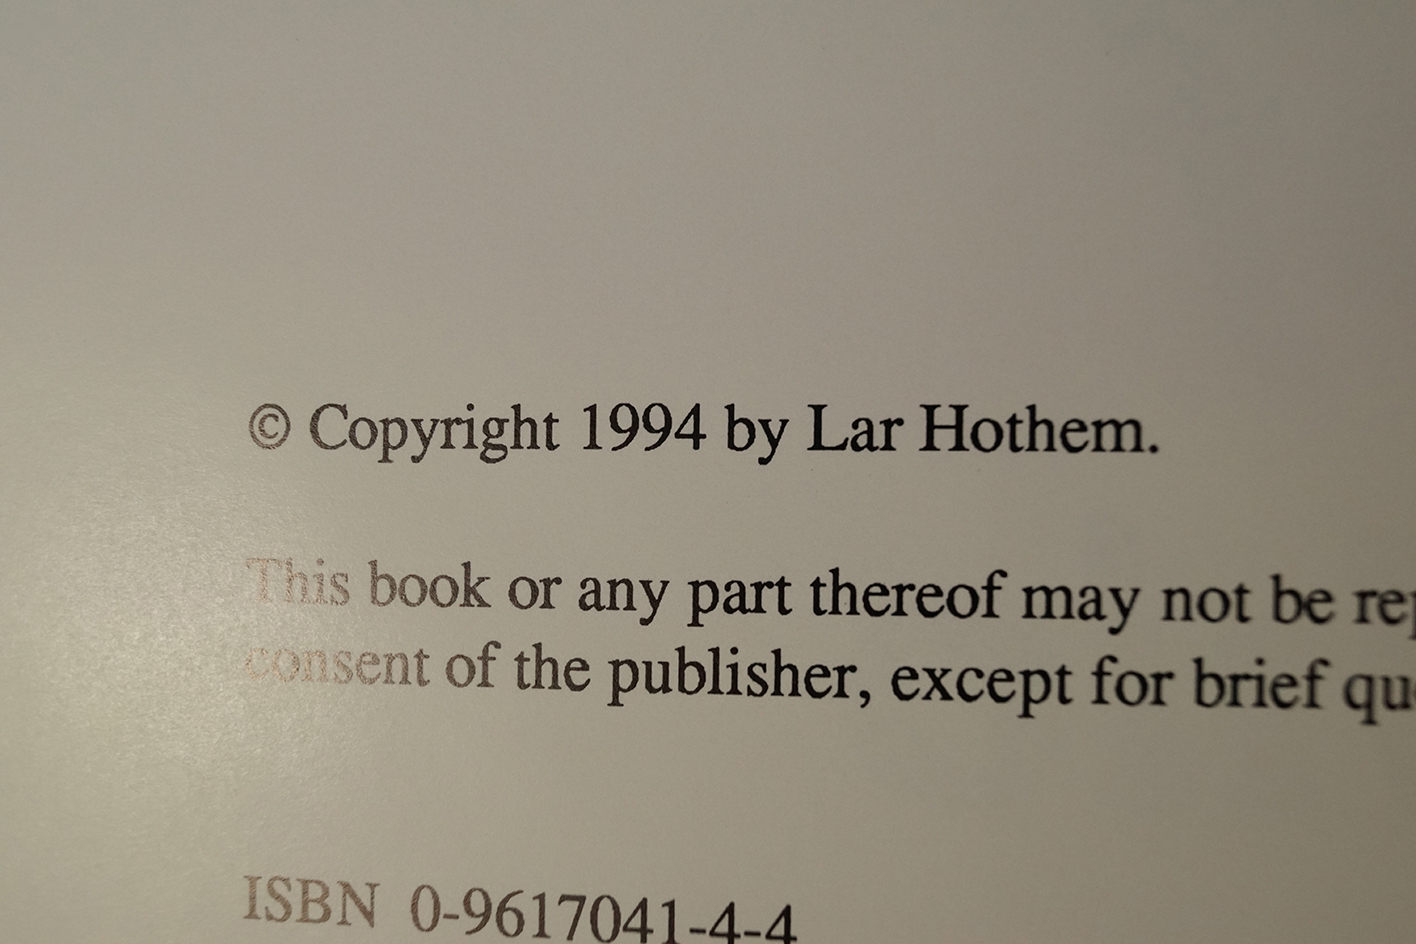 © Copyright 1994 by Lar Hothem.
This book or any part thereof may not be
consent of the publisher, except for brief
ISBN 0-9617041-4-4